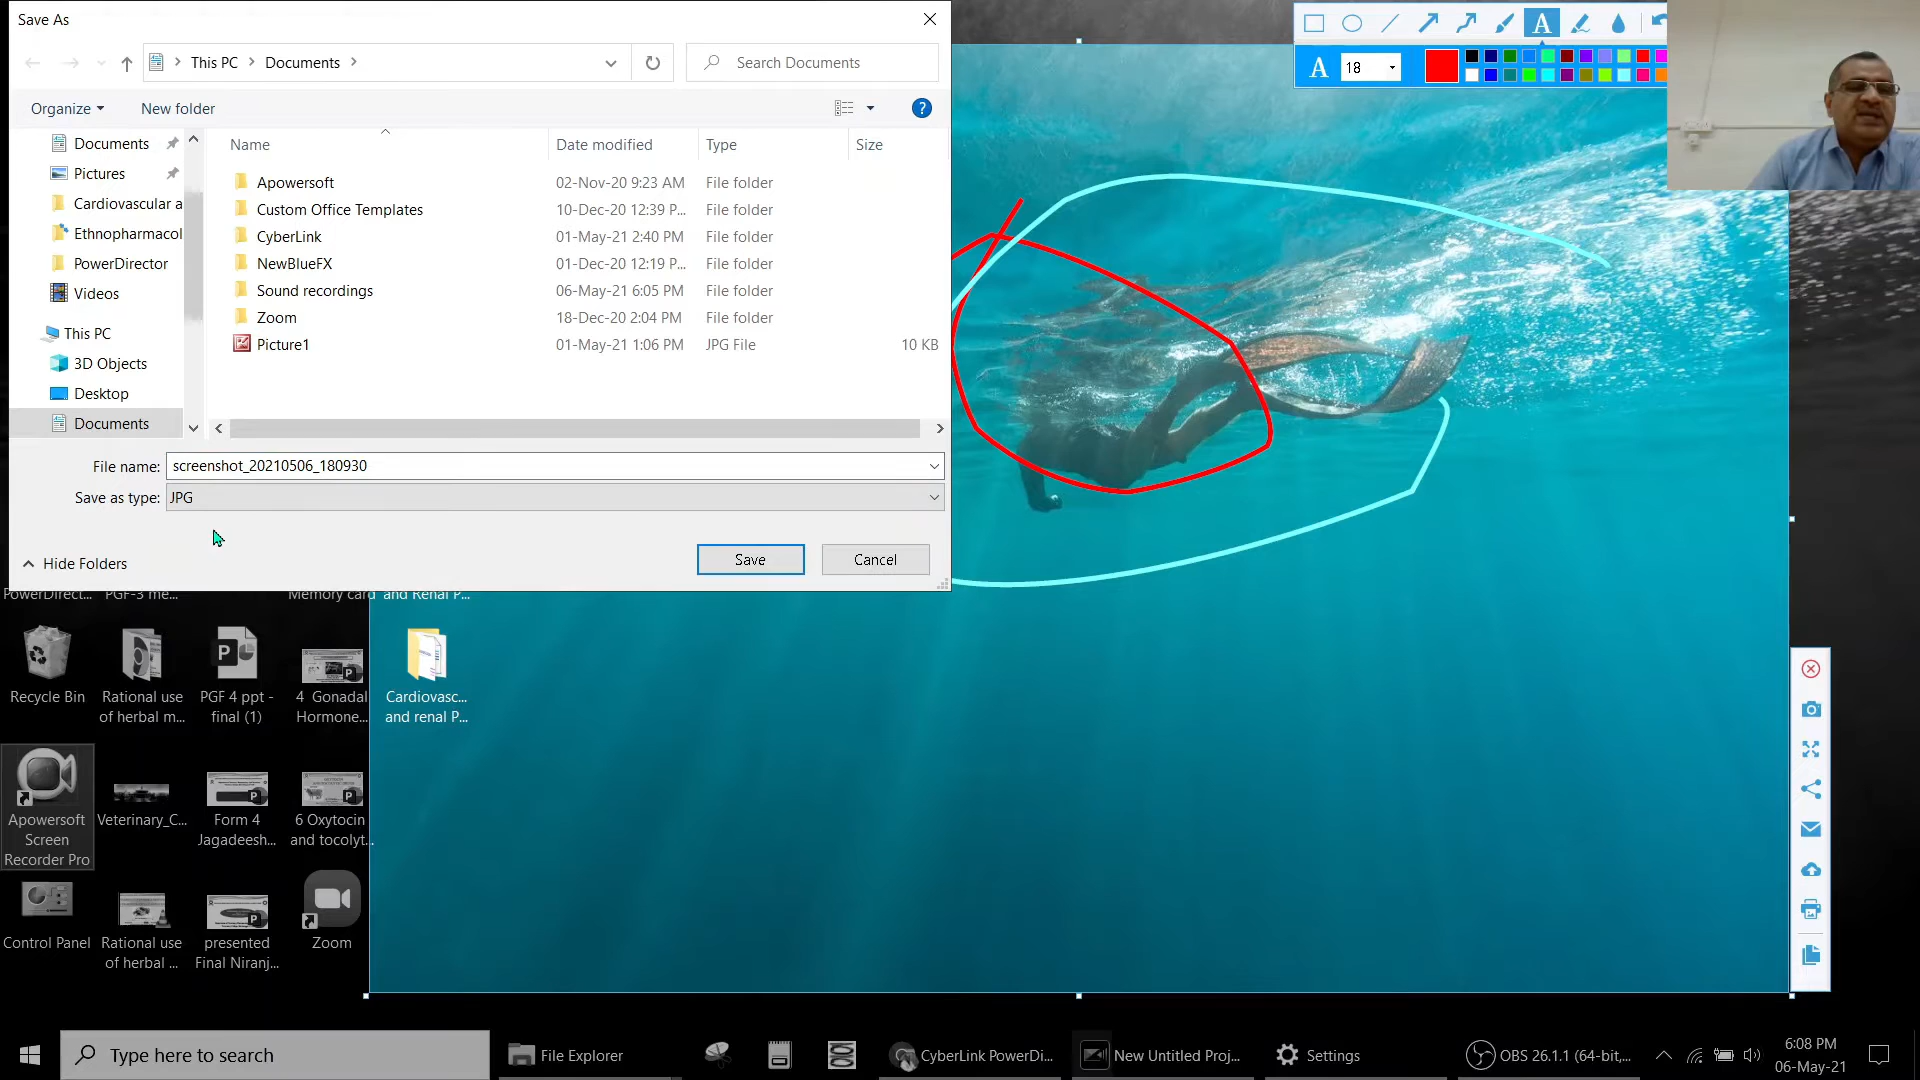 Save As
This PC
Documents
Search Documents
Organize
New folder
Name
Date modified
Type
Size
Documents
Pictures
Cardiovascular a
Ethnopharmacol
PowerDirector
Videos
This PC
3D Objects
Desktop
Documents
Apowersoft 02-Nov-20 9:23 AM File folder
Custom Office Templates 10-Dec-20 12:39 P... File folder
CyberLink 01-May-21 2:40 PM File folder
NewBlueFX 01-Dec-20 12:19 P... File folder
Sound recordings 06-May-21 6:05 PM File folder
Zoom 18-Dec-20 2:04 PM File folder
Picture1 01-May-21 1:06 PM JPG File 10 KB
File name: screenshot_20210506_180930
Save as type: JPG
Hide Folders
Save
Cancel
A
A 18
PowerDirect... PGF-3 me... Memory card and Renal P...
Recycle Bin
Rational use
of herbal m...
PGF 4 ppt -
final (1)
4 Gonadal
Hormone...
Cardiovasc...
and renal P...
Apowersoft
Screen
Recorder Pro
Veterinary_C...
Form 4
Jagadeesh...
6 Oxytocin
and tocolyt...
Control Panel
Rational use
of herbal ...
presented
Final Niranj...
Zoom
Type here to search
File Explorer
CyberLink PowerDi...
New Untitled Proj...
Settings
OBS 26.1.1 (64-bit,...
6:08 PM
06-May-21